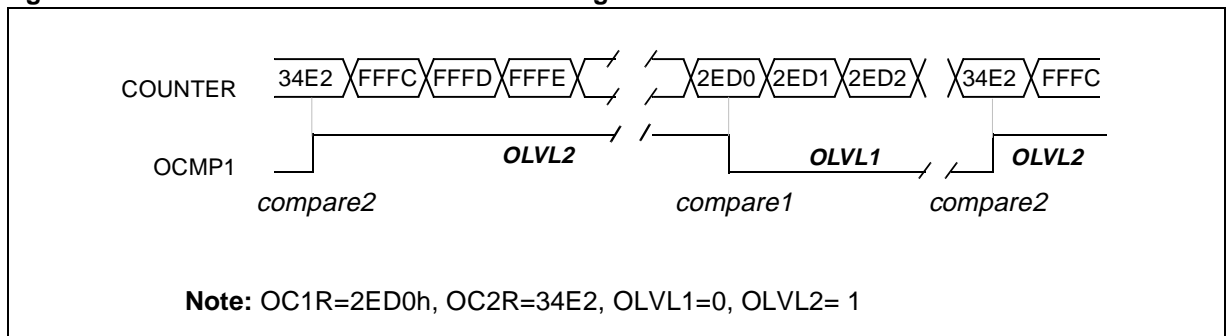 COUNTER 34E2 FFFC FFFD FFFE 2ED0 2ED1 2ED2 34E2 FFFC
OCMP1 OLVL2 OLVL1 OLVL2
compare2 compare1 compare2
Note: OC1R=2ED0h, OC2R=34E2, OLVL1=0, OLVL2= 1